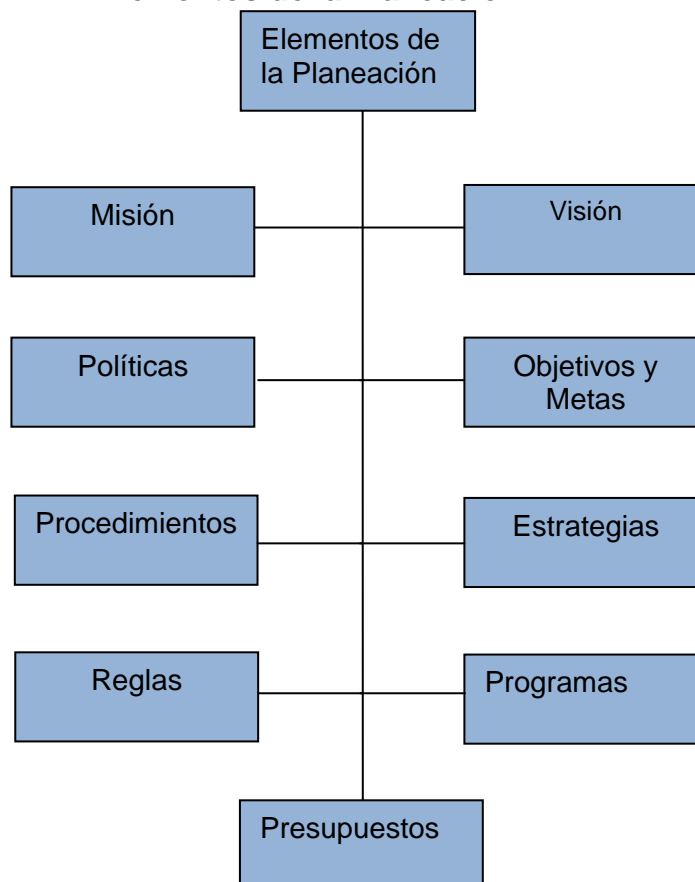 Elementos de
la Planeación
Misión
Visión
Políticas
Objetivos y
Metas
Procedimientos
Estrategias
Reglas
Programas
Presupuestos